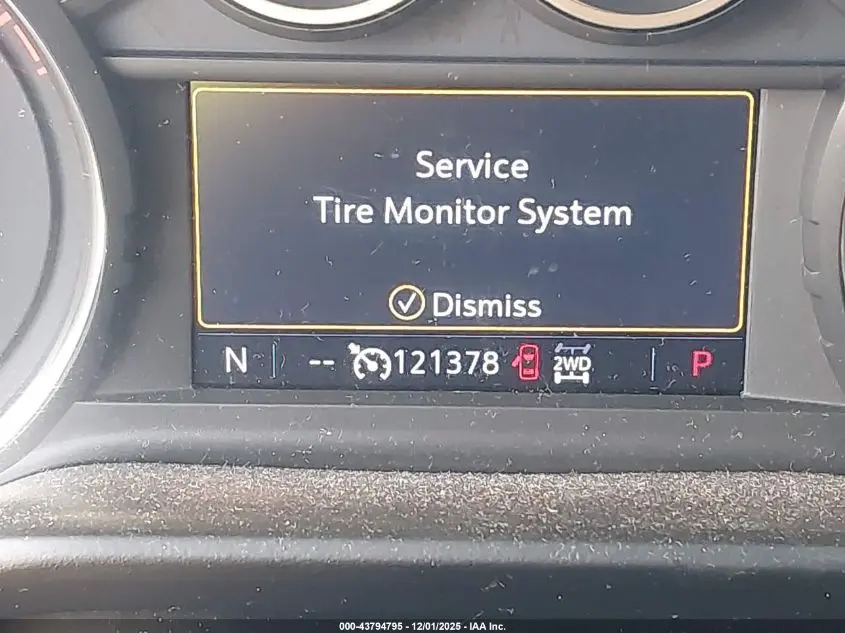 Service
Tire Monitor System
Dismiss
N -- 121378 2WD P
000-43794795 - 12/01/2025 - IAA Inc.